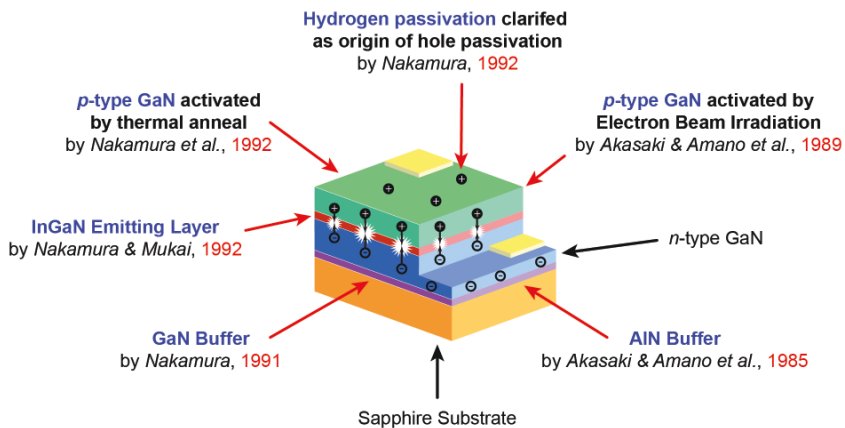 Hydrogen passivation clarifed
as origin of hole passivation
by Nakamura, 1992
p-type GaN activated
by thermal anneal
by Nakamura et al., 1992
p-type GaN activated by
Electron Beam Irradiation
by Akasaki & Amano et al., 1989
InGaN Emitting Layer
by Nakamura & Mukai, 1992
n-type GaN
GaN Buffer
by Nakamura, 1991
AlN Buffer
by Akasaki & Amano et al., 1985
Sapphire Substrate